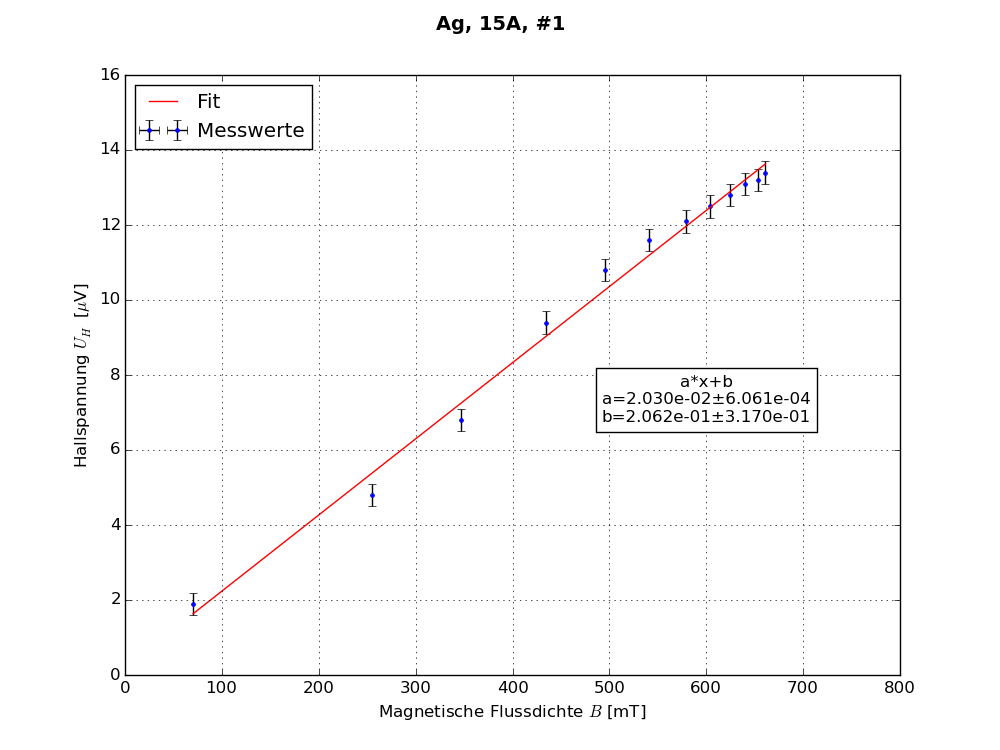 Ag, 15A, #1
Fit
Messwerte
Hallspannung U_H [μV]
16
14
12
10
8
6
4
2
0
a*x+b
a=2.030e-02±6.061e-04
b=2.062e-01±3.170e-01
0 100 200 300 400 500 600 700 800
Magnetische Flussdichte B [mT]